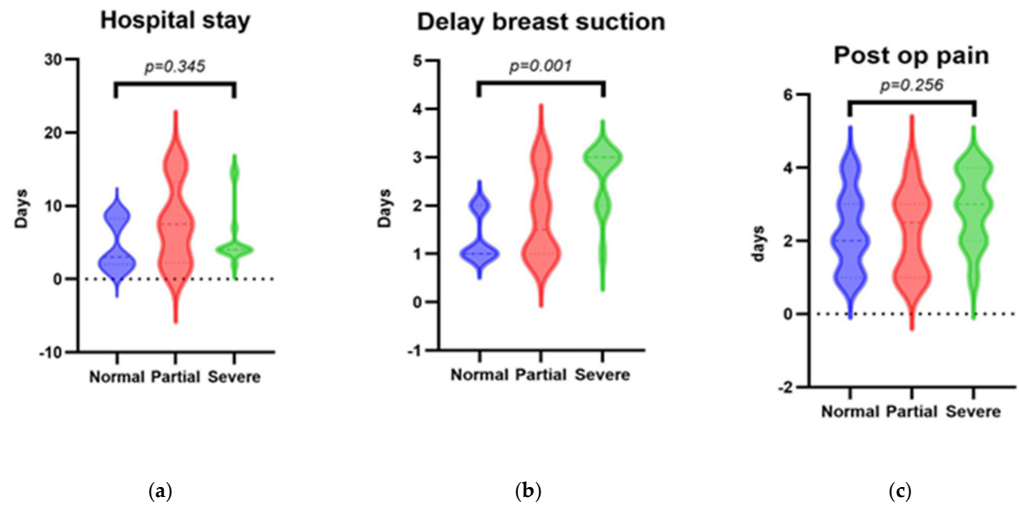 Hospital stay
p=0.345
30
20
10
0
-10
Days
Normal Partial Severe
(a)
Delay breast suction
p=0.001
5
4
3
2
1
0
-1
Days
Normal Partial Severe
(b)
Post op pain
p=0.256
6
4
2
0
-2
days
Normal Partial Severe
(c)